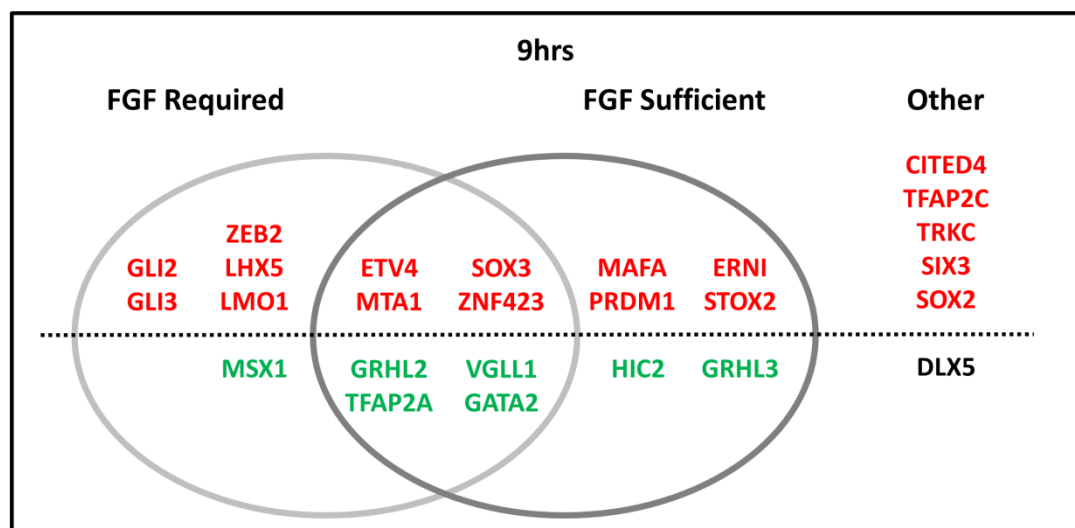 9hrs
FGF Required FGF Sufficient Other
CITED4
TFAP2C
ZEB2 TRKC
GLI2 LHX5 ETV4 SOX3 MAFA ERNI SIX3
GLI3 LMO1 MTA1 ZNF423 PRDM1 STOX2 SOX2
MSX1 GRHL2 VGLL1 HIC2 GRHL3 DLX5
TFAP2A GATA2